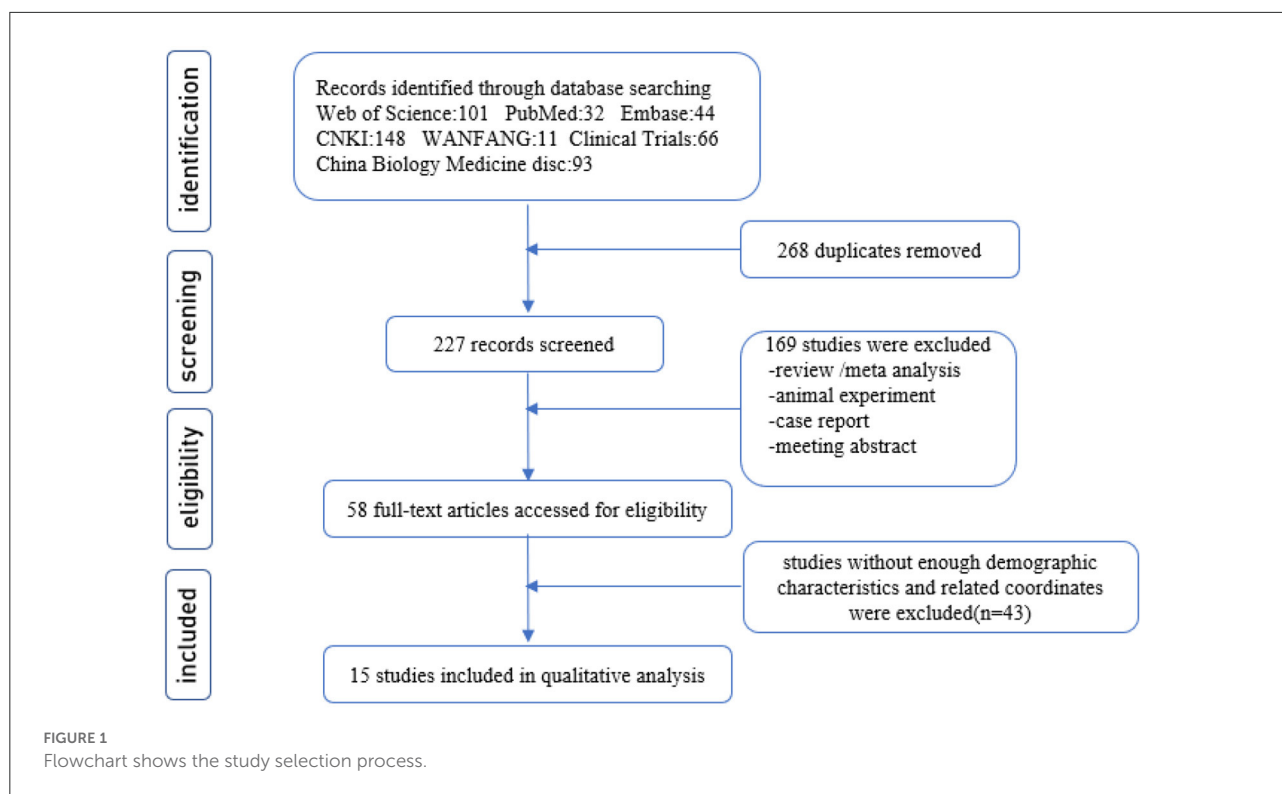 identification
Records identified through database searching
Web of Science:101 PubMed:32 Embase:44
CNKI:148 WANFANG:11 Clinical Trials:66
China Biology Medicine disc:93
268 duplicates removed
screening
227 records screened
169 studies were excluded
-review /meta analysis
-animal experiment
-case report
-meeting abstract
eligibility
58 full-text articles accessed for eligibility
studies without enough demographic
characteristics and related coordinates
were excluded(n=43)
included
15 studies included in qualitative analysis
FIGURE 1
Flowchart shows the study selection process.